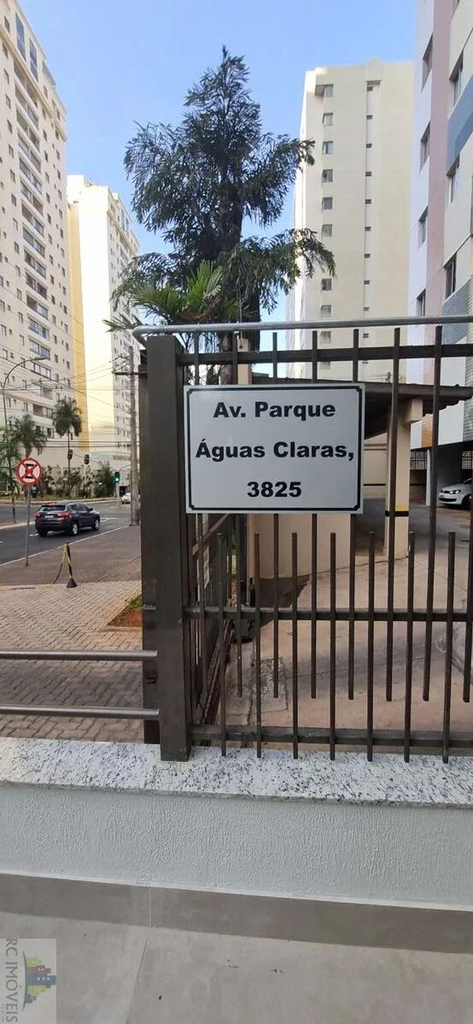 Av. Parque
Águas Claras,
3825
RC IMÓVEIS